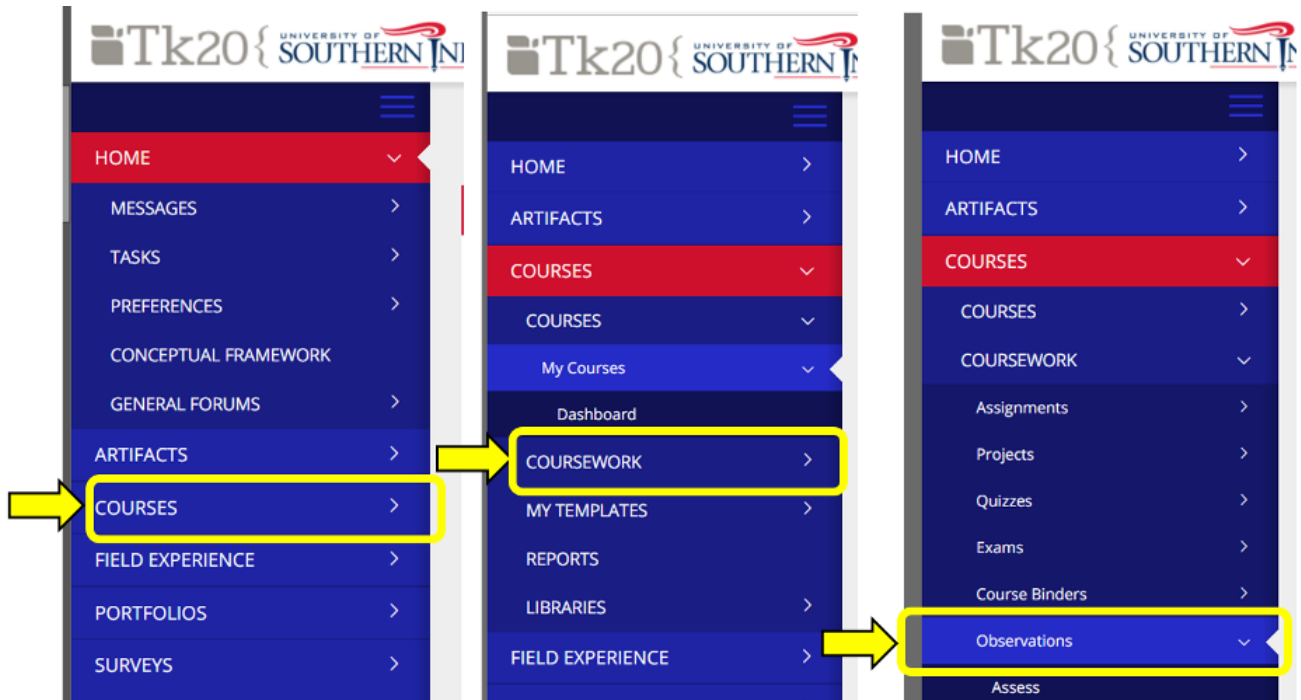 Tk20{ UNIVERSITY OF
SOUTHERN
HOME
MESSAGES
TASKS
PREFERENCES
CONCEPTUAL FRAMEWORK
GENERAL FORUMS
ARTIFACTS
COURSES
FIELD EXPERIENCE
PORTFOLIOS
SURVEYS
Tk20{ UNIVERSITY OF
SOUTHERN
HOME
ARTIFACTS
COURSES
COURSES
My Courses
Dashboard
COURSEWORK
MY TEMPLATES
REPORTS
LIBRARIES
FIELD EXPERIENCE
Tk20{ UNIVERSITY OF
SOUTHERN
HOME
ARTIFACTS
COURSES
COURSES
COURSEWORK
Assignments
Projects
Quizzes
Exams
Course Binders
Observations
Assess